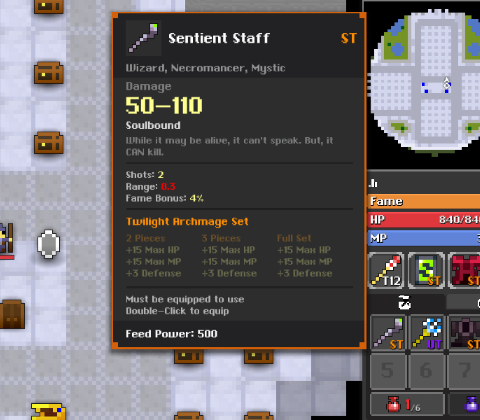 Sentient Staff ST
Wizard, Necromancer, Mystic
Damage
50–110
Soulbound
While it may be alive, it can't speak. But, it
CAN kill.
Shots: 2
Range: 8.3
Fame Bonus: 4%
Twilight Archmage Set
2 Pieces 3 Pieces Full Set
+15 Max HP +15 Max HP +15 Max HP
+15 Max MP +15 Max MP +15 Max MP
+3 Defense +3 Defense +3 Defense
Must be equipped to use
Double-Click to equip
Feed Power: 500
Fame
HP 840/840
MP
T12 ST ST
ST UT ST
5 6 7
1/6